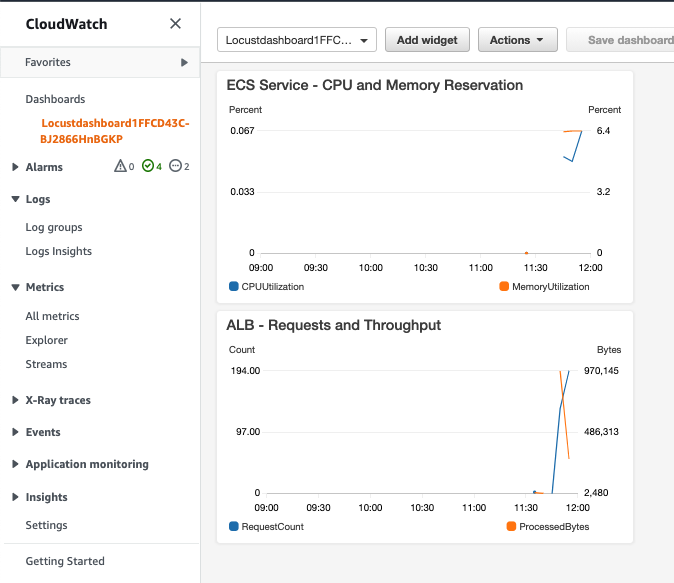 CloudWatch
Favorites
Dashboards
Locustdashboard1FFCD43C-
BJ2866HnBGKP
Alarms 0 4 2
Logs
Log groups
Logs Insights
Metrics
All metrics
Explorer
Streams
X-Ray traces
Events
Application monitoring
Insights
Settings
Getting Started
Locustdashboard1FFC... Add widget Actions Save dashboard
ECS Service - CPU and Memory Reservation
Percent Percent
0.067 6.4
0.033 3.2
0 0
09:00 09:30 10:00 10:30 11:00 11:30 12:00
CPUUtilization MemoryUtilization
ALB - Requests and Throughput
Count Bytes
194.00 970,145
97.00 486,313
0 2,480
09:00 09:30 10:00 10:30 11:00 11:30 12:00
RequestCount ProcessedBytes